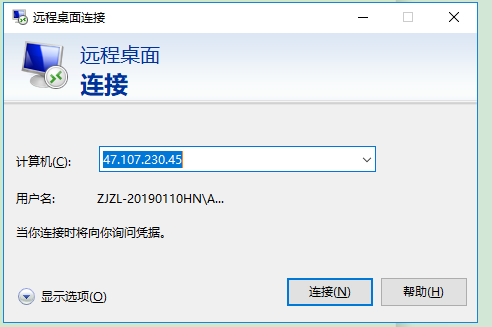 远程桌面连接
远程桌面
连接
计算机(C):
47.107.230.45
用户名:
ZJZL-20190110HN\A...
当你连接时将向你询问凭据。
显示选项(O)
连接(N)
帮助(H)